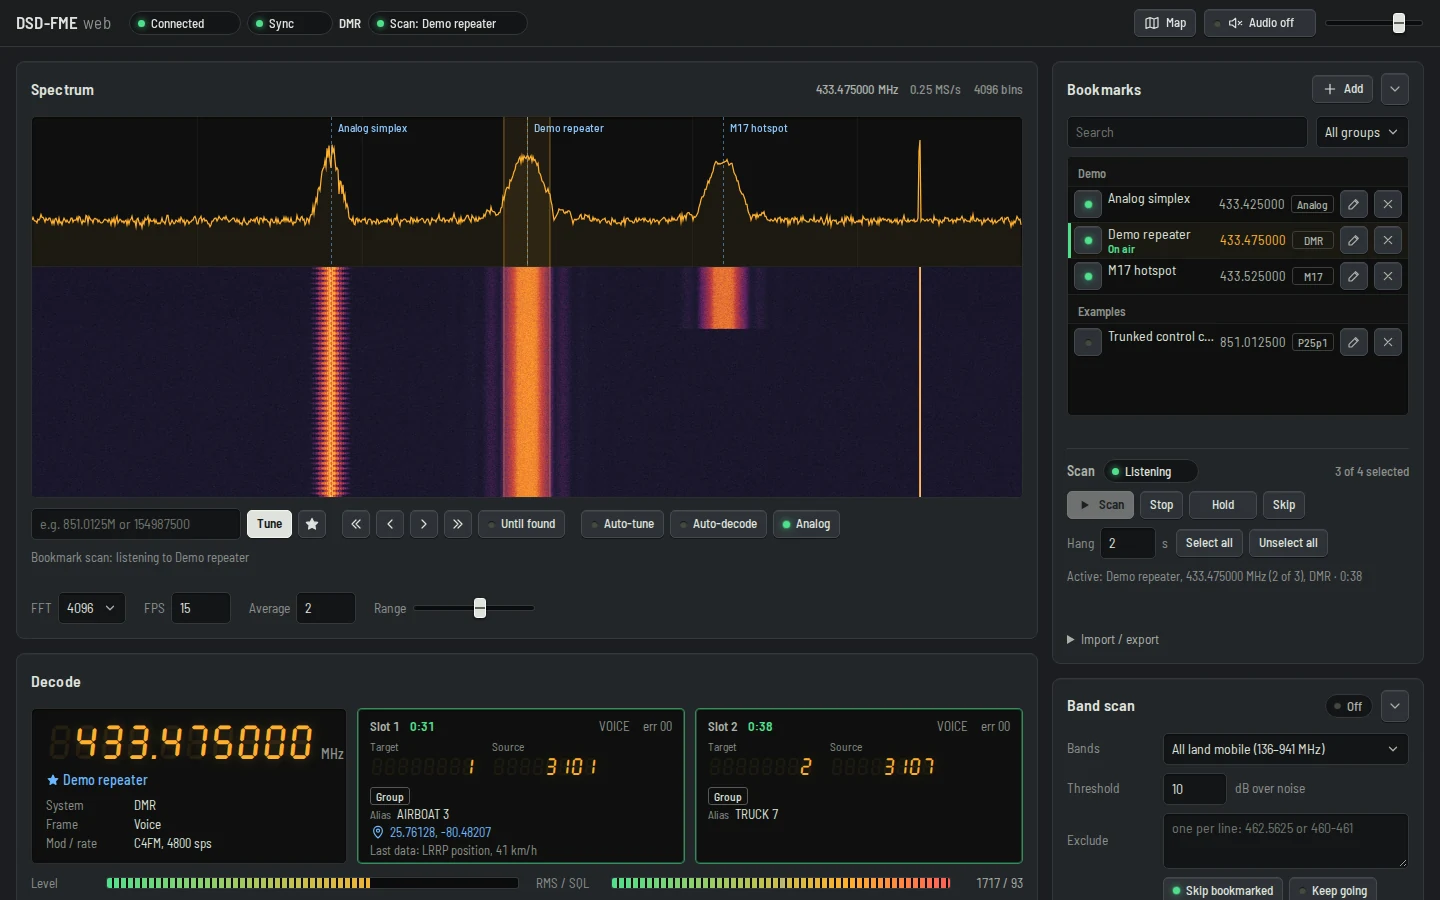 DSD-FME web Connected Sync DMR Scan: Demo repeater Map Audio off
Spectrum 433.475000 MHz 0.25 MS/s 4096 bins
Analog simplex Demo repeater M17 hotspot
e.g. 851.0125M or 154987500 Tune Until found Auto-tune Auto-decode Analog
Bookmark scan: listening to Demo repeater
FFT 4096 FPS 15 Average 2 Range
Decode
433.475000 MHz
Demo repeater
System DMR
Frame Voice
Mod / rate C4FM, 4800 sps
Slot 1 0:31 VOICE err 00
Target Source
1 3101
Group
Alias AIRBOAT 3
25.76128, -80.48207
Last data: LRRP position, 41 km/h
Slot 2 0:38 VOICE err 00
Target Source
2 3107
Group
Alias TRUCK 7
Level RMS / SQL 1717 / 93
Bookmarks Add
Search All groups
Demo
Analog simplex 433.425000 Analog
Demo repeater 433.475000 DMR
On air
M17 hotspot 433.525000 M17
Examples
Trunked control c... 851.012500 P25p1
Scan Listening 3 of 4 selected
Scan Stop Hold Skip
Hang 2 s Select all Unselect all
Active: Demo repeater, 433.475000 MHz (2 of 3), DMR · 0:38
Import / export
Band scan Off
Bands All land mobile (136-941 MHz)
Threshold 10 dB over noise
Exclude one per line: 462.5625 or 460-461
Skip bookmarked Keep going